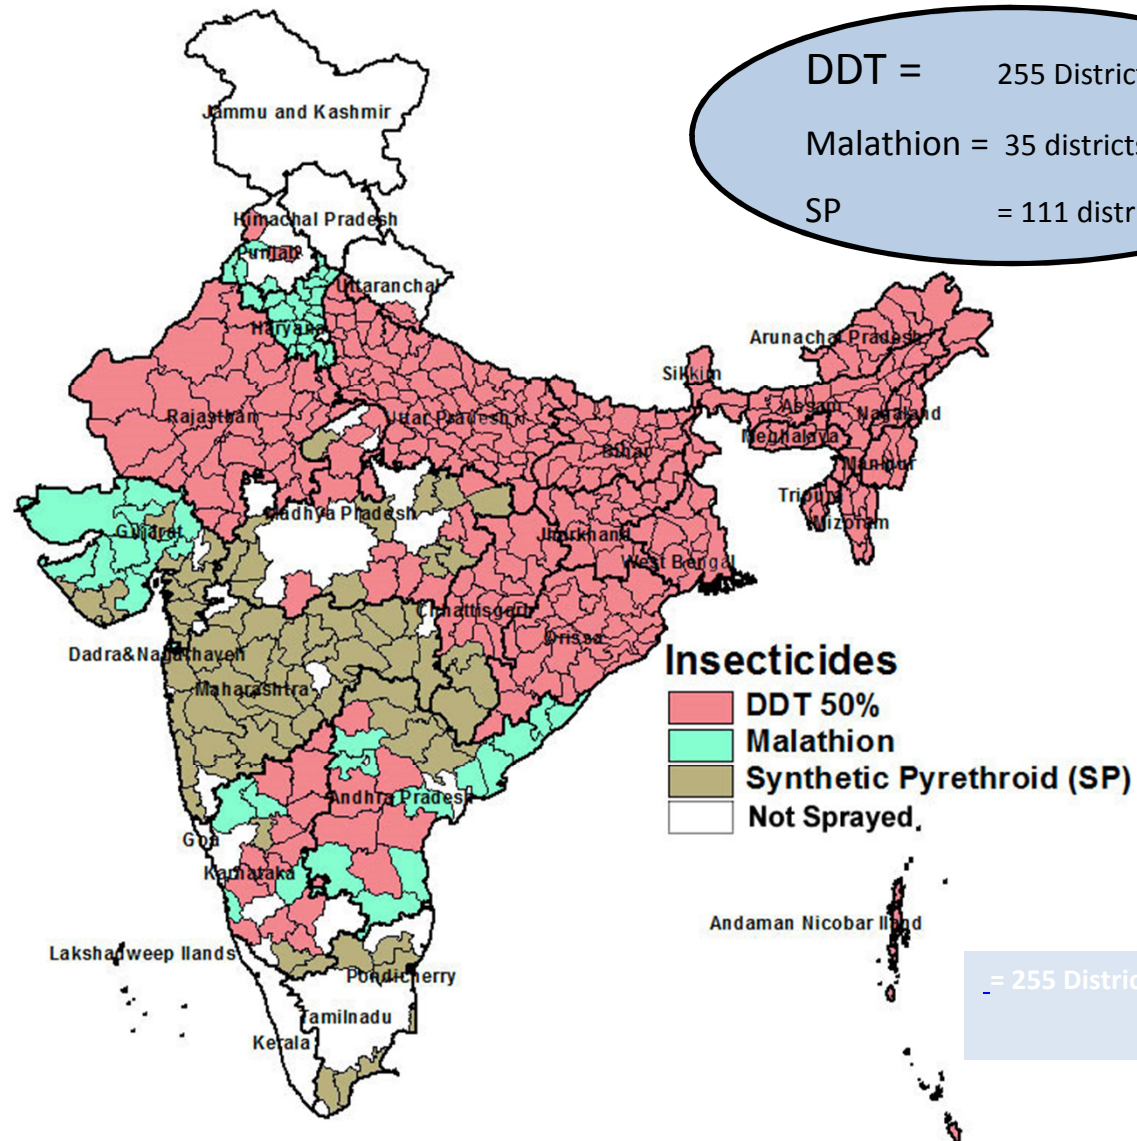 DDT = 255 Distric
Malathion = 35 districts
SP = 111 distr
Jammu and Kashmir
Himachal Pradesh
Punjab
Uttaranchal
Haryana
Arunachal Pradesh
Sikkim
Rajasthan
Uttar Pradesh
Assam
Nagaland
Meghalaya
Bihar
Manipur
Tripura
Mizoram
Gujarat
Madhya Pradesh
Jharkhand
West Bengal
Chhattisgarh
Orissa
Dadra&Nagarhaveh
Maharashtra
Insecticides
DDT 50%
Malathion
Synthetic Pyrethroid (SP)
Not Sprayed
Andhra Pradesh
Goa
Karnataka
Andaman Nicobar Iland
Lakshadweep Ilands
Pondicherry
= 255 Distric
Tamilnadu
Kerala